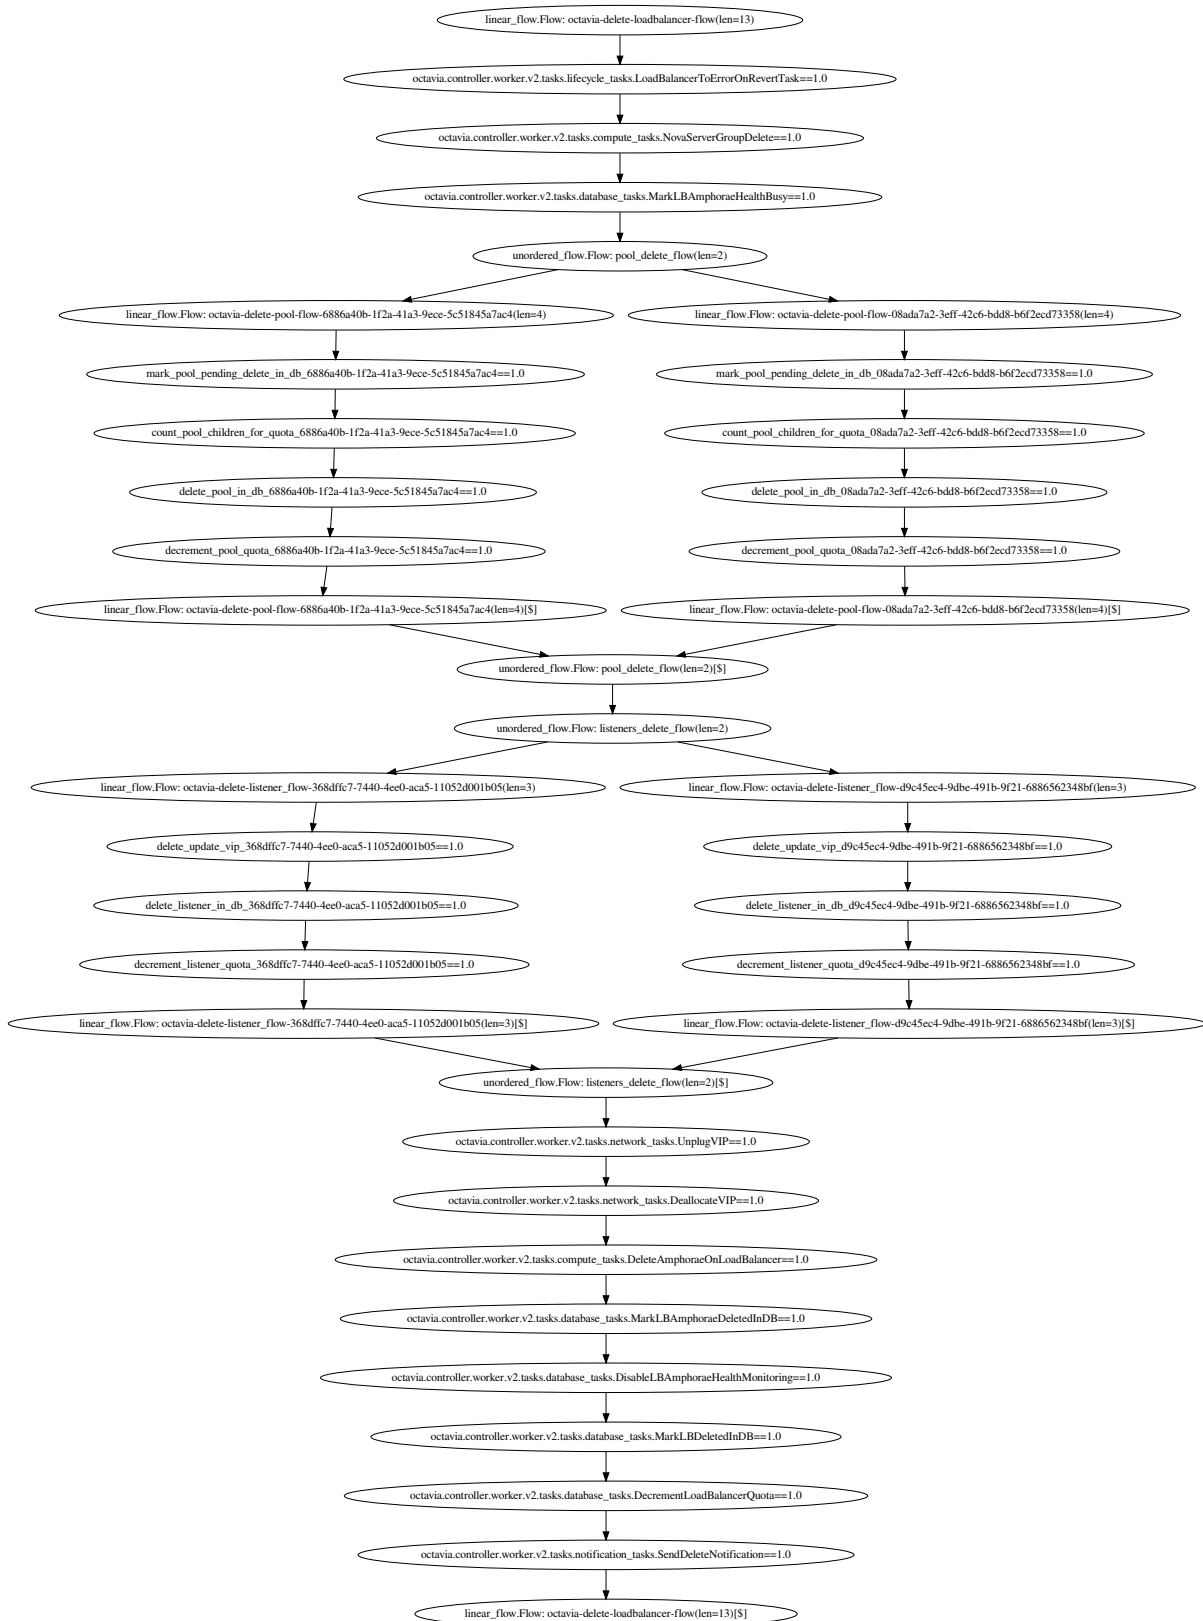 linear_flow.Flow: octavia-delete-loadbalancer-flow(len=13)
octavia.controller.worker.v2.tasks.lifecycle_tasks.LoadBalancerToErrorOnRevertTask==1.0
octavia.controller.worker.v2.tasks.compute_tasks.NovaServerGroupDelete==1.0
octavia.controller.worker.v2.tasks.database_tasks.MarkLBAmphoraeHealthBusy==1.0
unordered_flow.Flow: pool_delete_flow(len=2)
linear_flow.Flow: octavia-delete-pool-flow-6886a40b-1f2a-41a3-9ece-5c51845a7ac4(len=4)
linear_flow.Flow: octavia-delete-pool-flow-08ada7a2-3eff-42c6-bdd8-b6f2ecd73358(len=4)
mark_pool_pending_delete_in_db_6886a40b-1f2a-41a3-9ece-5c51845a7ac4==1.0
mark_pool_pending_delete_in_db_08ada7a2-3eff-42c6-bdd8-b6f2ecd73358==1.0
count_pool_children_for_quota_6886a40b-1f2a-41a3-9ece-5c51845a7ac4==1.0
count_pool_children_for_quota_08ada7a2-3eff-42c6-bdd8-b6f2ecd73358==1.0
delete_pool_in_db_6886a40b-1f2a-41a3-9ece-5c51845a7ac4==1.0
delete_pool_in_db_08ada7a2-3eff-42c6-bdd8-b6f2ecd73358==1.0
decrement_pool_quota_6886a40b-1f2a-41a3-9ece-5c51845a7ac4==1.0
decrement_pool_quota_08ada7a2-3eff-42c6-bdd8-b6f2ecd73358==1.0
linear_flow.Flow: octavia-delete-pool-flow-6886a40b-1f2a-41a3-9ece-5c51845a7ac4(len=4)[$]
linear_flow.Flow: octavia-delete-pool-flow-08ada7a2-3eff-42c6-bdd8-b6f2ecd73358(len=4)[$]
unordered_flow.Flow: pool_delete_flow(len=2)[$]
unordered_flow.Flow: listeners_delete_flow(len=2)
linear_flow.Flow: octavia-delete-listener_flow-368dffc7-7440-4ee0-aca5-11052d001b05(len=3)
linear_flow.Flow: octavia-delete-listener_flow-d9c45ec4-9dbe-491b-9f21-6886562348bf(len=3)
delete_update_vip_368dffc7-7440-4ee0-aca5-11052d001b05==1.0
delete_update_vip_d9c45ec4-9dbe-491b-9f21-6886562348bf==1.0
delete_listener_in_db_368dffc7-7440-4ee0-aca5-11052d001b05==1.0
delete_listener_in_db_d9c45ec4-9dbe-491b-9f21-6886562348bf==1.0
decrement_listener_quota_368dffc7-7440-4ee0-aca5-11052d001b05==1.0
decrement_listener_quota_d9c45ec4-9dbe-491b-9f21-6886562348bf==1.0
linear_flow.Flow: octavia-delete-listener_flow-368dffc7-7440-4ee0-aca5-11052d001b05(len=3)[$]
linear_flow.Flow: octavia-delete-listener_flow-d9c45ec4-9dbe-491b-9f21-6886562348bf(len=3)[$]
unordered_flow.Flow: listeners_delete_flow(len=2)[$]
octavia.controller.worker.v2.tasks.network_tasks.UnplugVIP==1.0
octavia.controller.worker.v2.tasks.network_tasks.DeallocateVIP==1.0
octavia.controller.worker.v2.tasks.compute_tasks.DeleteAmphoraeOnLoadBalancer==1.0
octavia.controller.worker.v2.tasks.database_tasks.MarkLBAmphoraeDeletedInDB==1.0
octavia.controller.worker.v2.tasks.database_tasks.DisableLBAmphoraeHealthMonitoring==1.0
octavia.controller.worker.v2.tasks.database_tasks.MarkLBDeletedInDB==1.0
octavia.controller.worker.v2.tasks.database_tasks.DecrementLoadBalancerQuota==1.0
octavia.controller.worker.v2.tasks.notification_tasks.SendDeleteNotification==1.0
linear_flow.Flow: octavia-delete-loadbalancer-flow(len=13)[$]